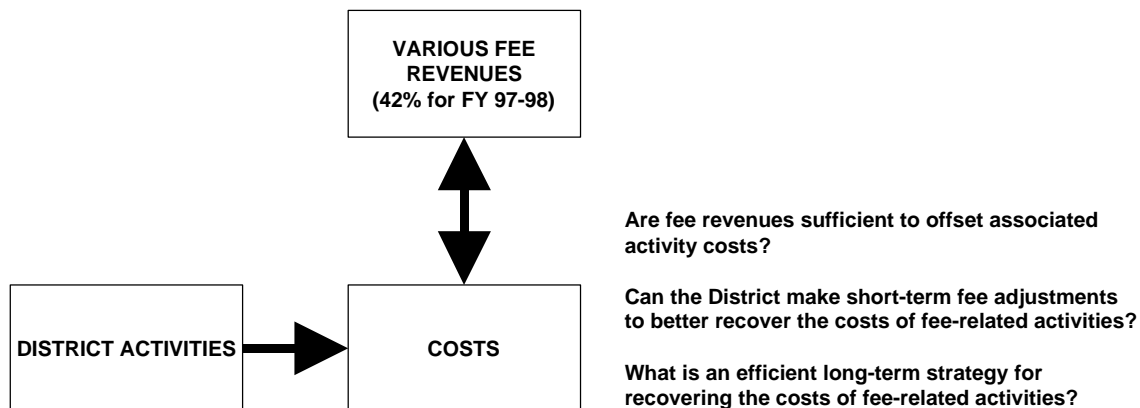 VARIOUS FEE
REVENUES
(42% for FY 97-98)
Are fee revenues sufficient to offset associated
activity costs?
Can the District make short-term fee adjustments
to better recover the costs of fee-related activities?
DISTRICT ACTIVITIES
COSTS
What is an efficient long-term strategy for
recovering the costs of fee-related activities?